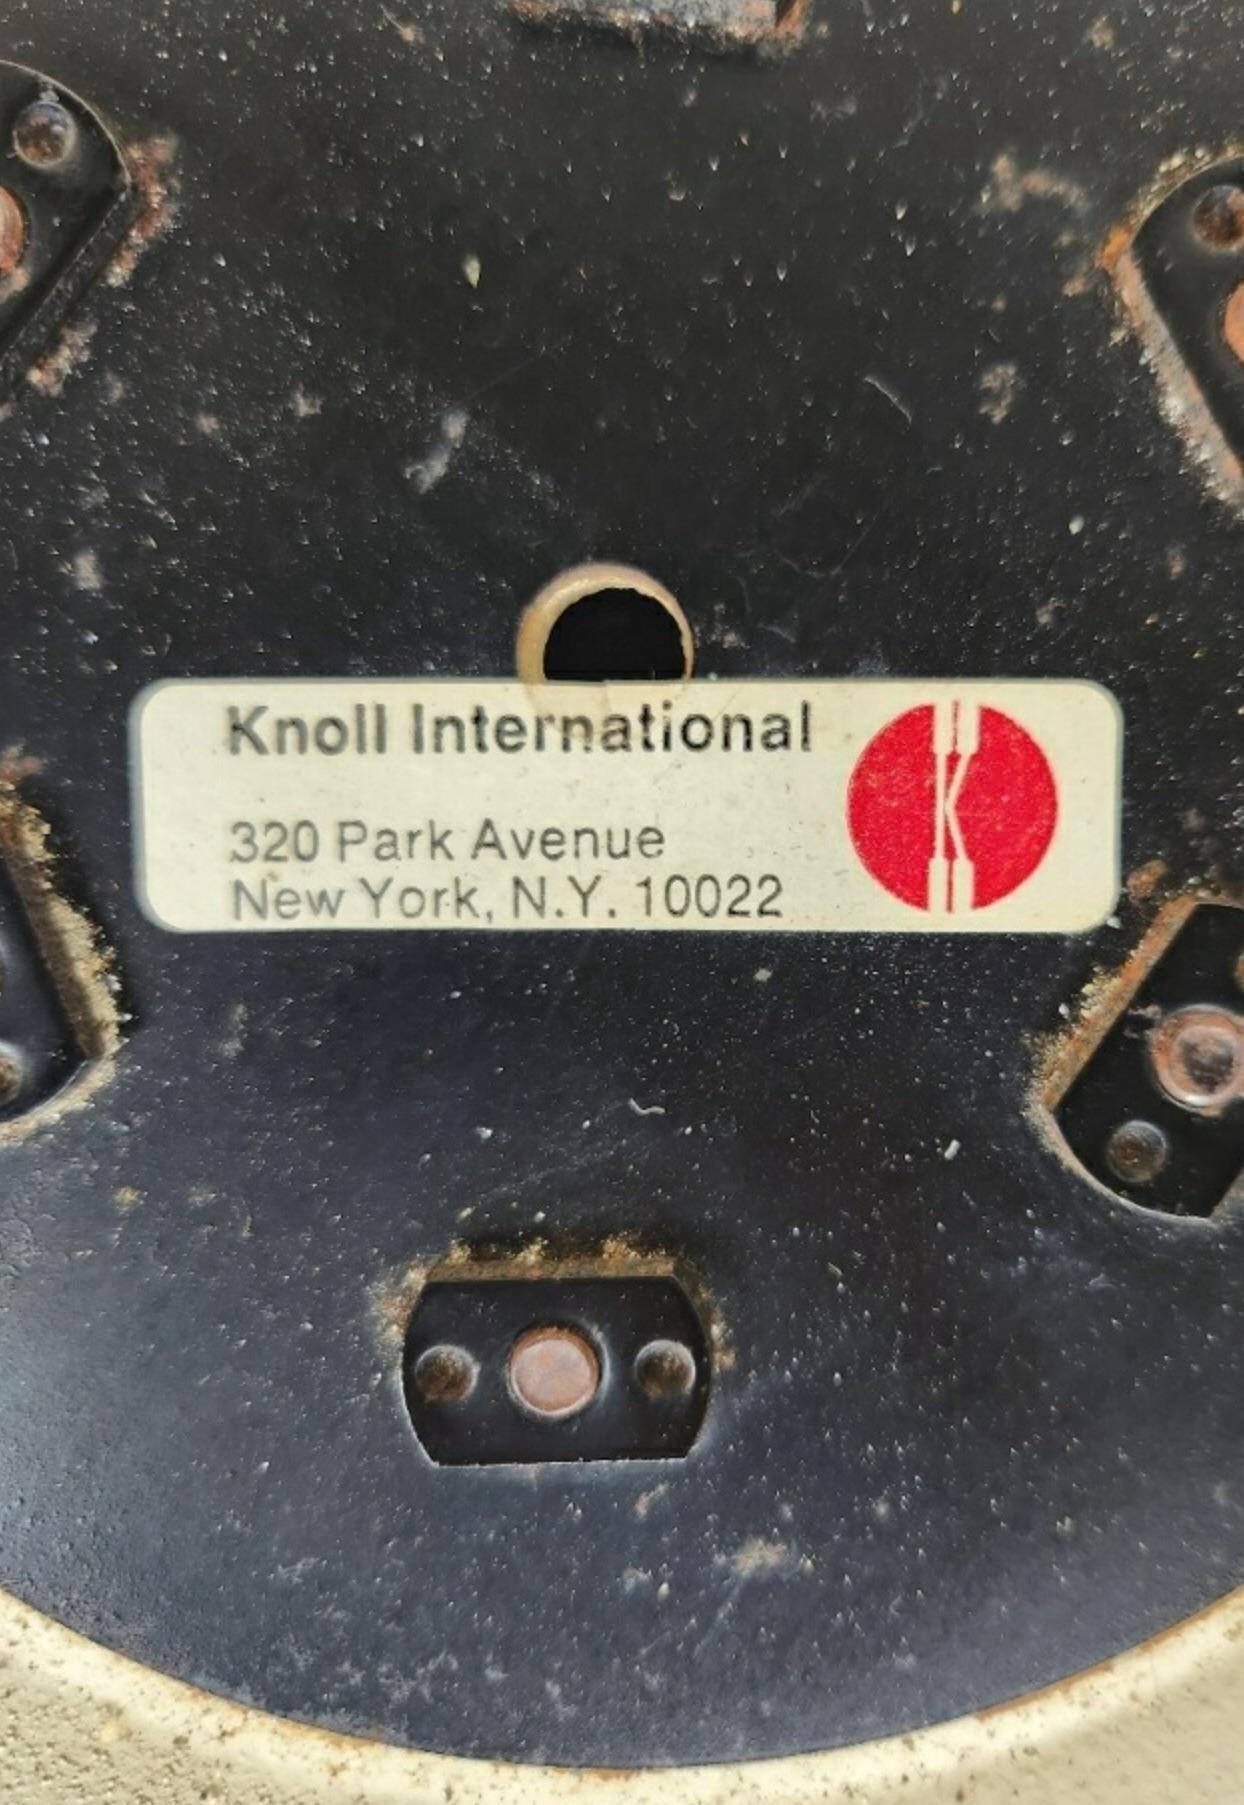 Knoll International
K
320 Park Avenue
New York, N.Y. 10022